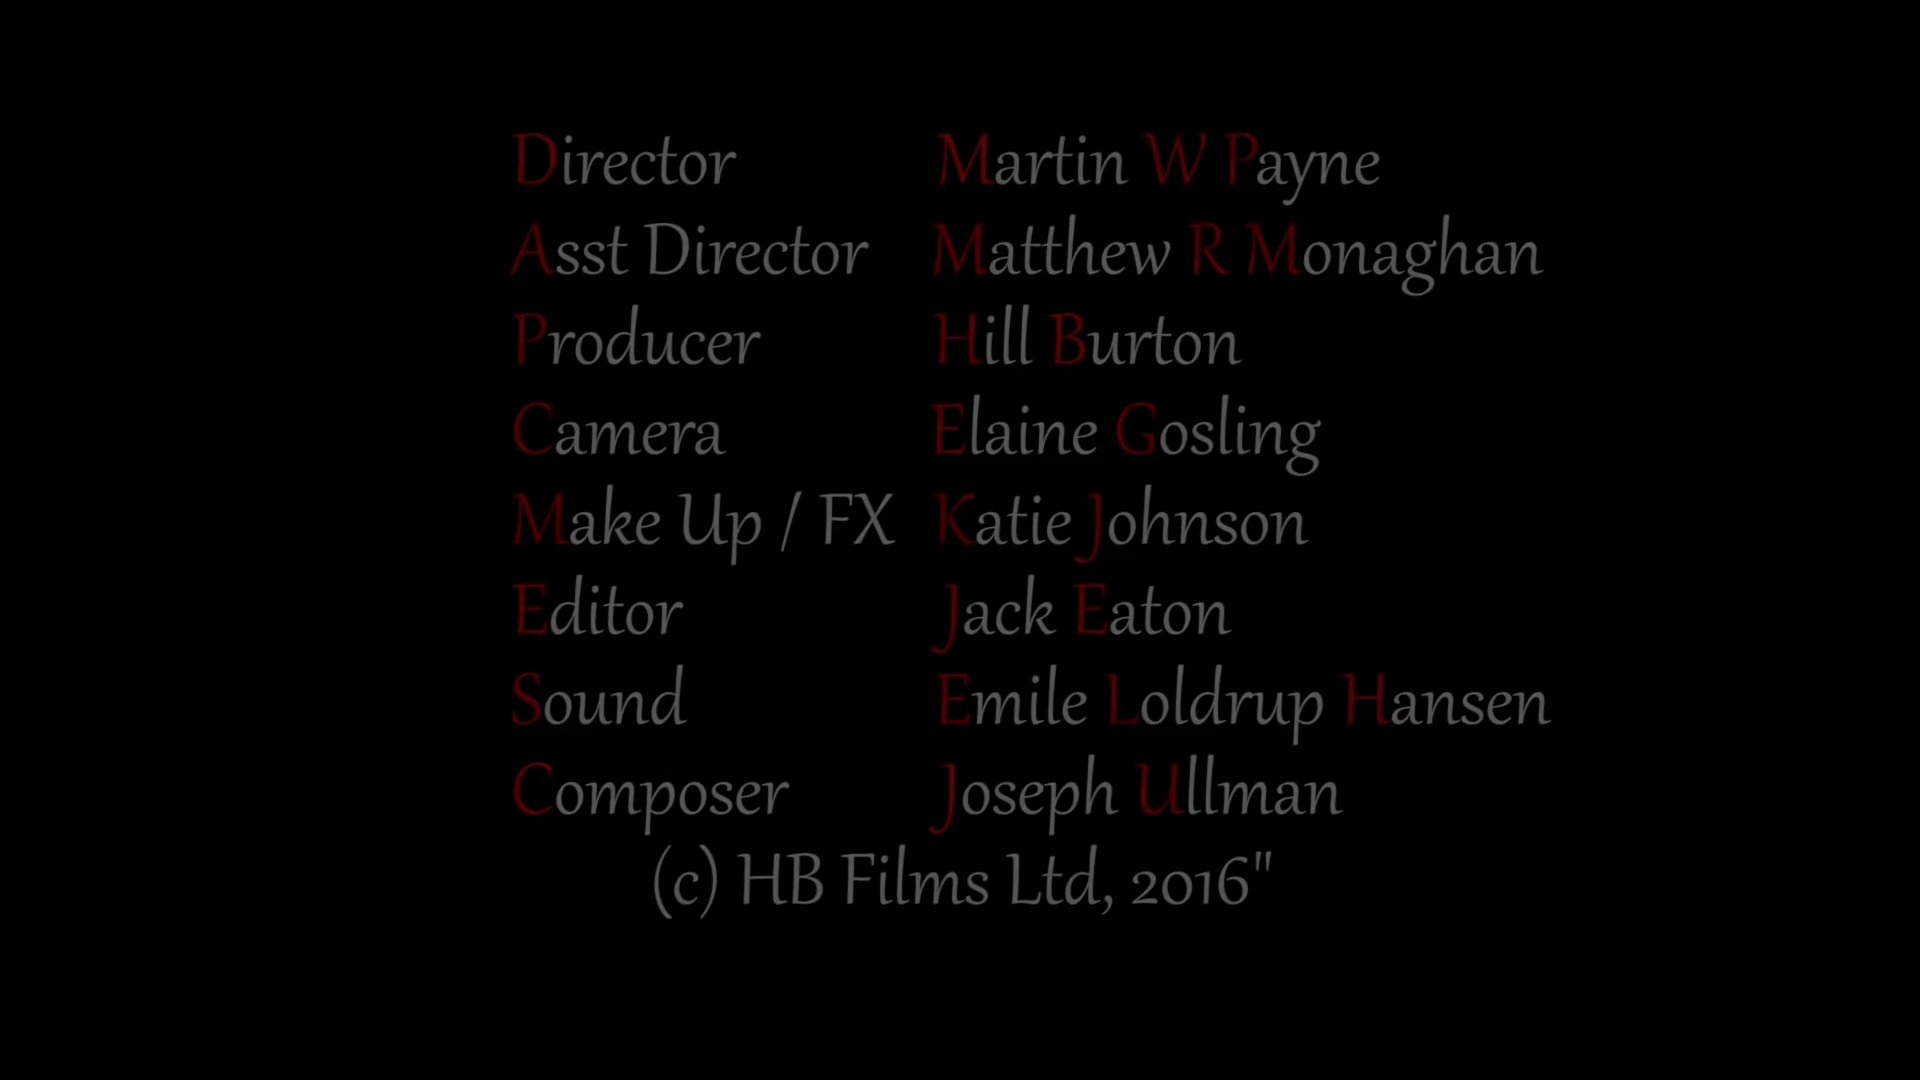 Director Martin W Payne
Asst Director Matthew R Monaghan
Producer Hill Burton
Camera Elaine Gosling
Make Up / FX Katie Johnson
Editor Jack Eaton
Sound Emile Loldrup Hansen
Composer Joseph Ullman
(c) HB Films Ltd, 2016"